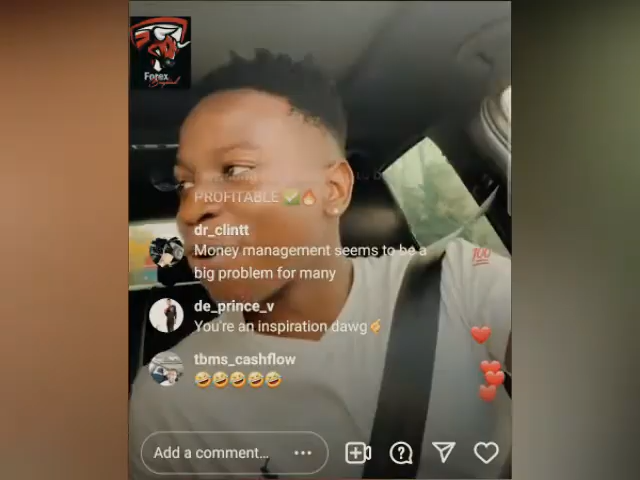 Forex
PROFITABLE ✅🔥
dr_clintt
Money management seems to be a
big problem for many
💯
de_prince_v
You're an inspiration dawg☝
tbms_cashflow
🤣🤣🤣🤣🤣
Add a comment...